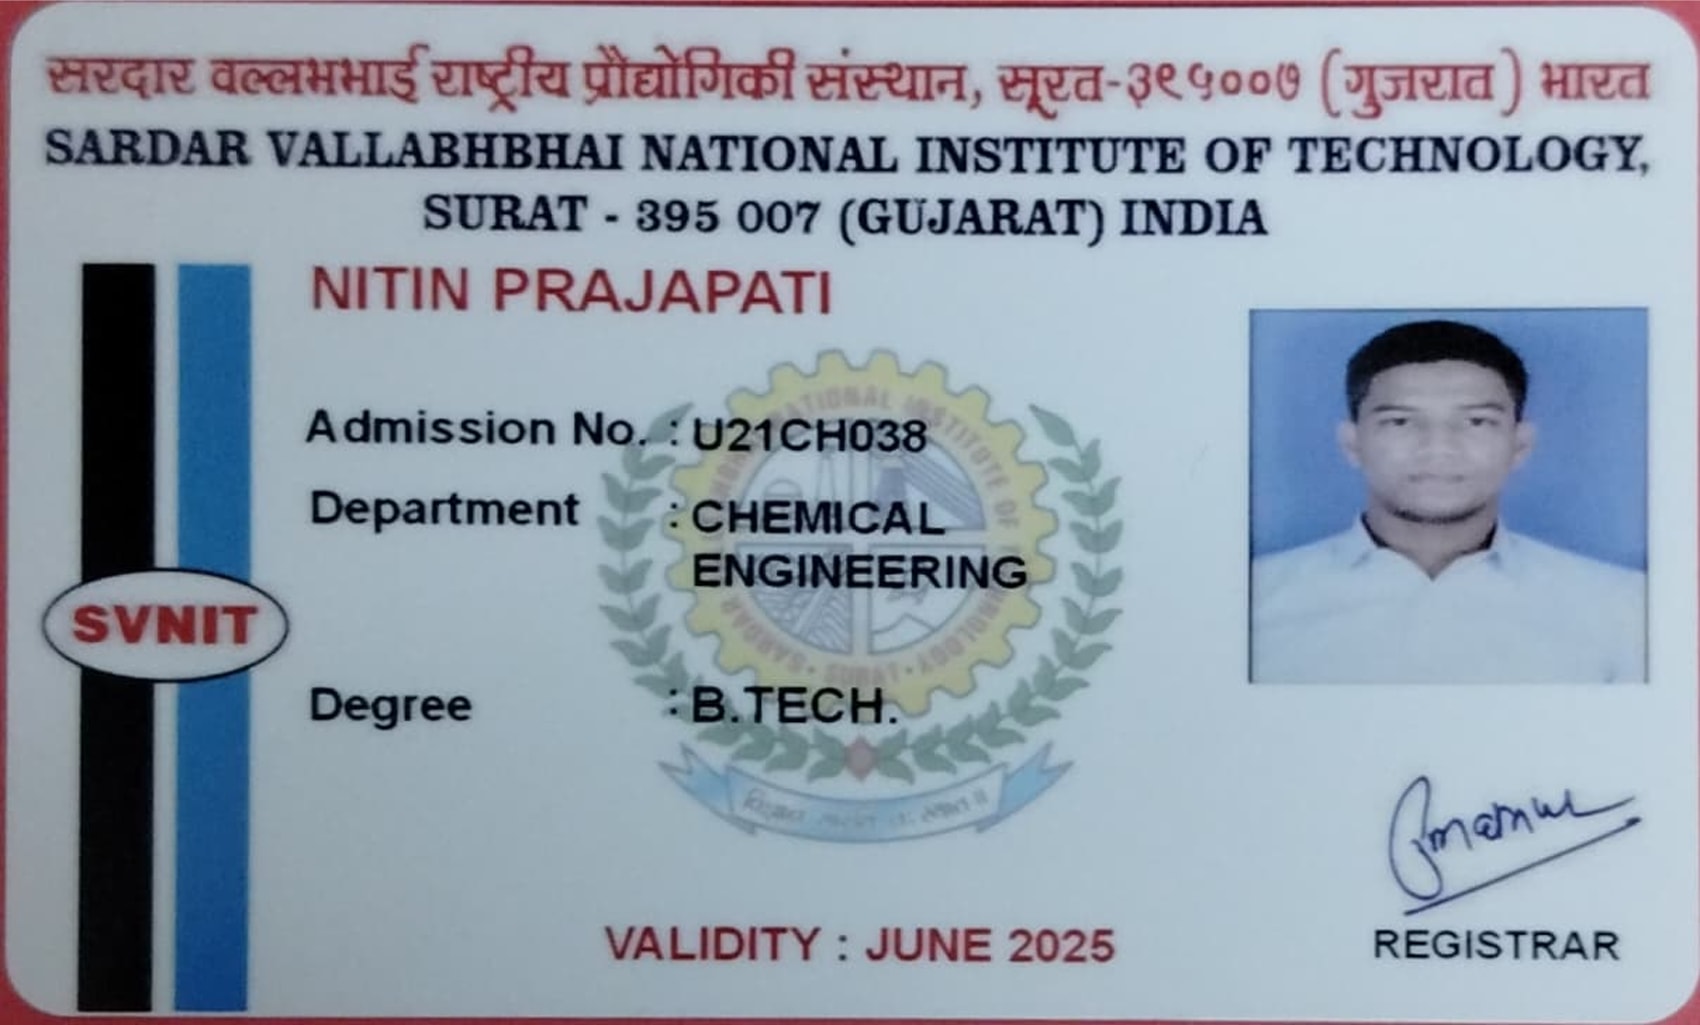 सरदार वल्लभभाई राष्ट्रीय प्रौद्योगिकी संस्थान, सूरत-३९५००७ (गुजरात) भारत
SARDAR VALLABHBHAI NATIONAL INSTITUTE OF TECHNOLOGY,
SURAT - 395 007 (GUJARAT) INDIA
NITIN PRAJAPATI
Admission No. : U21CH038
Department : CHEMICAL
ENGINEERING
SVNIT
Degree : B.TECH.
VALIDITY : JUNE 2025
REGISTRAR